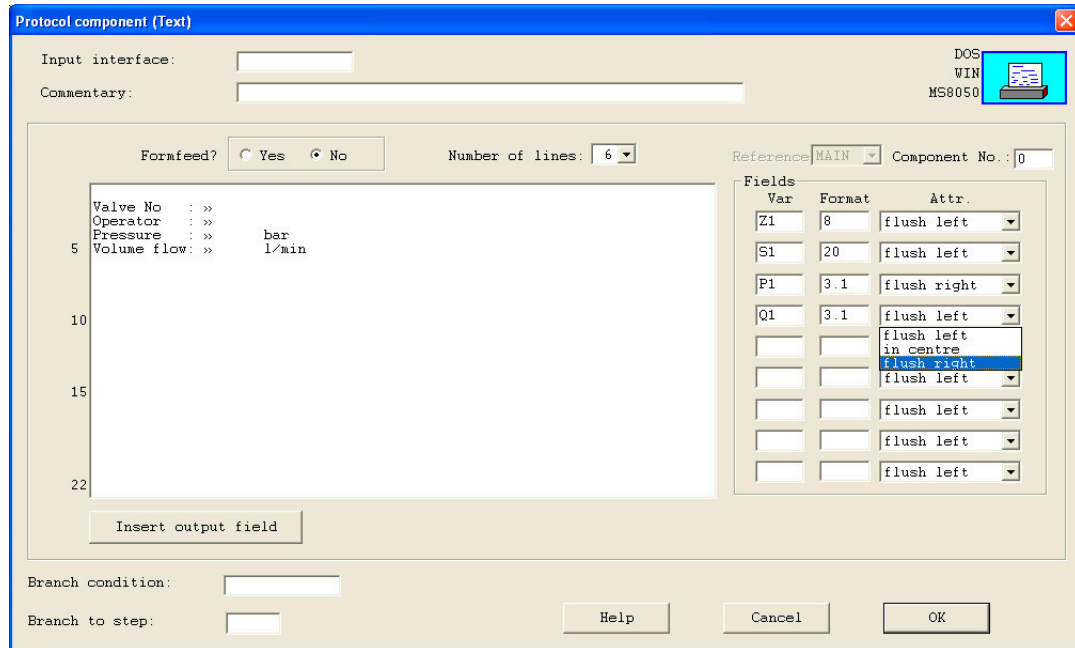 Protocol component (Text)
Input interface:
DOS
WIN
MS8050
Commentary:
Formfeed? Yes No Number of lines: 6
Reference MAIN Component No.: 0
Fields
Var Format Attr.
Valve No : »
Operator : »
Pressure : » bar
5 Volume flow: » l/min
10
15
22
Z1 8 flush left
S1 20 flush left
P1 3.1 flush right
Q1 3.1 flush left
flush left
in centre
flush right
flush left
flush left
flush left
flush left
Insert output field
Branch condition:
Branch to step:
Help Cancel OK